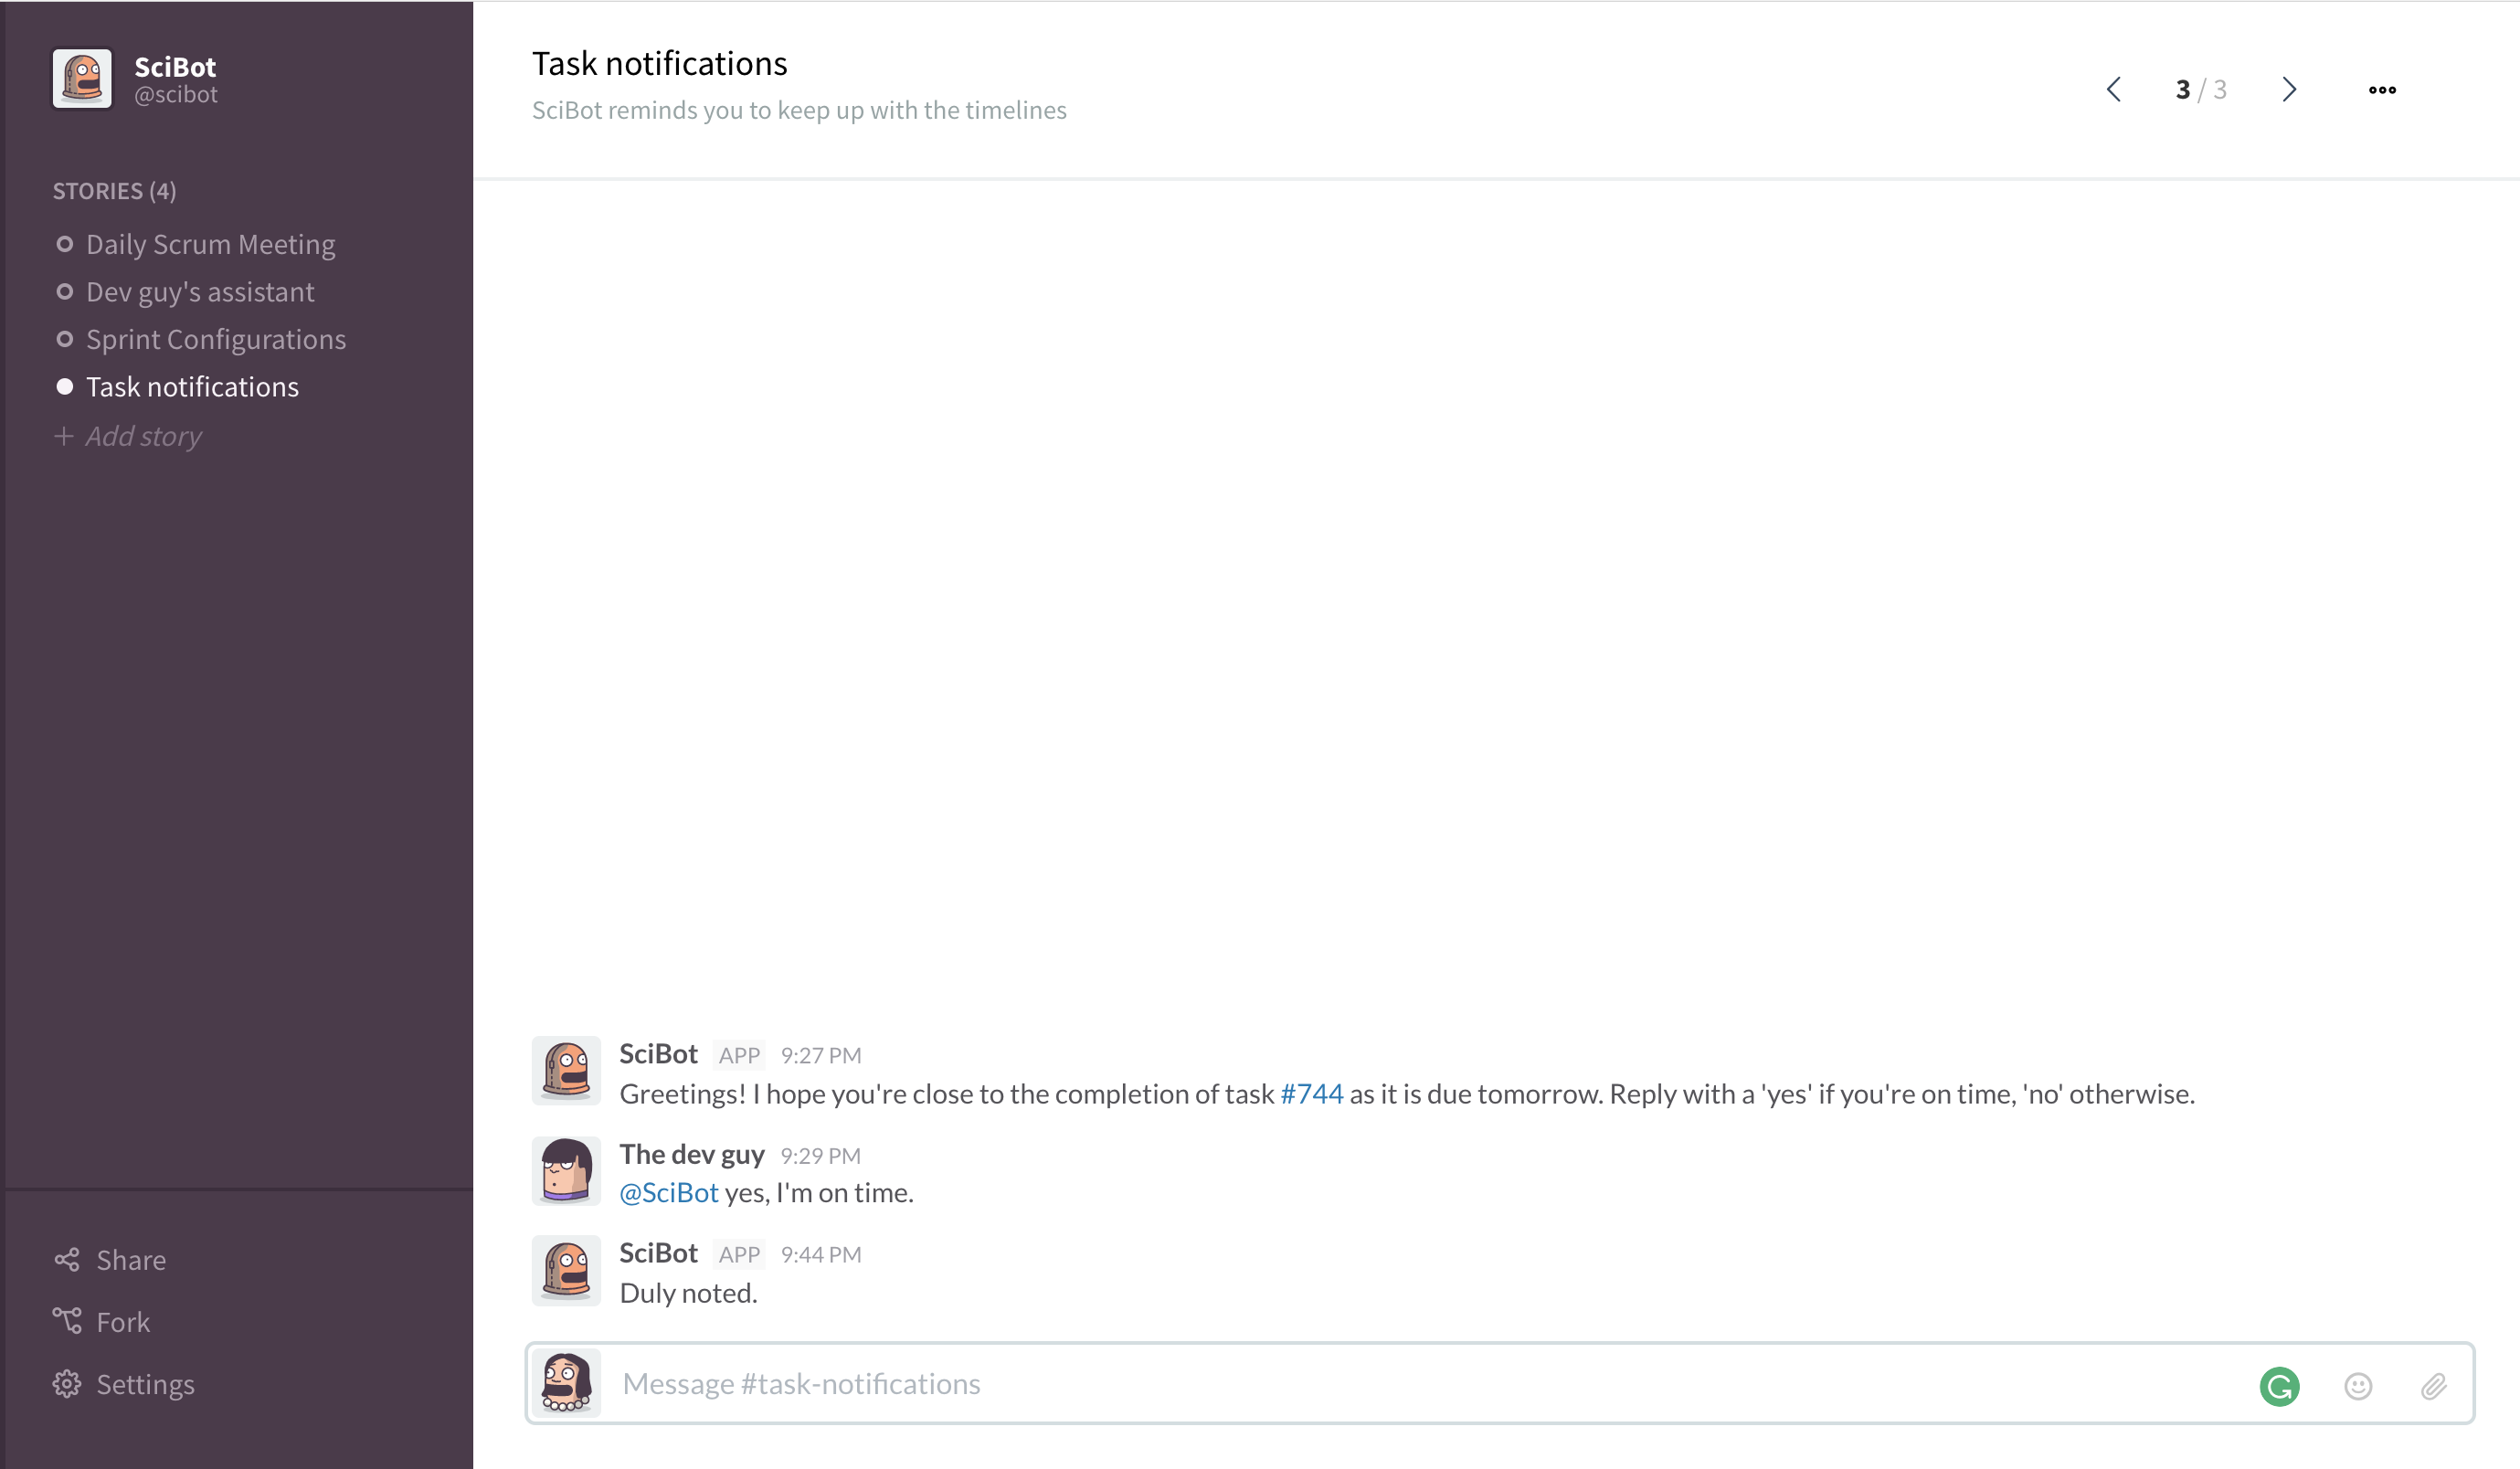 SciBot
@scibot
STORIES (4)
Daily Scrum Meeting
Dev guy's assistant
Sprint Configurations
Task notifications
+ Add story
Share
Fork
Settings
Task notifications
SciBot reminds you to keep up with the timelines
3 / 3
SciBot APP 9:27 PM
Greetings! I hope you're close to the completion of task #744 as it is due tomorrow. Reply with a 'yes' if you're on time, 'no' otherwise.
The dev guy 9:29 PM
@SciBot yes, I'm on time.
SciBot APP 9:44 PM
Duly noted.
Message #task-notifications